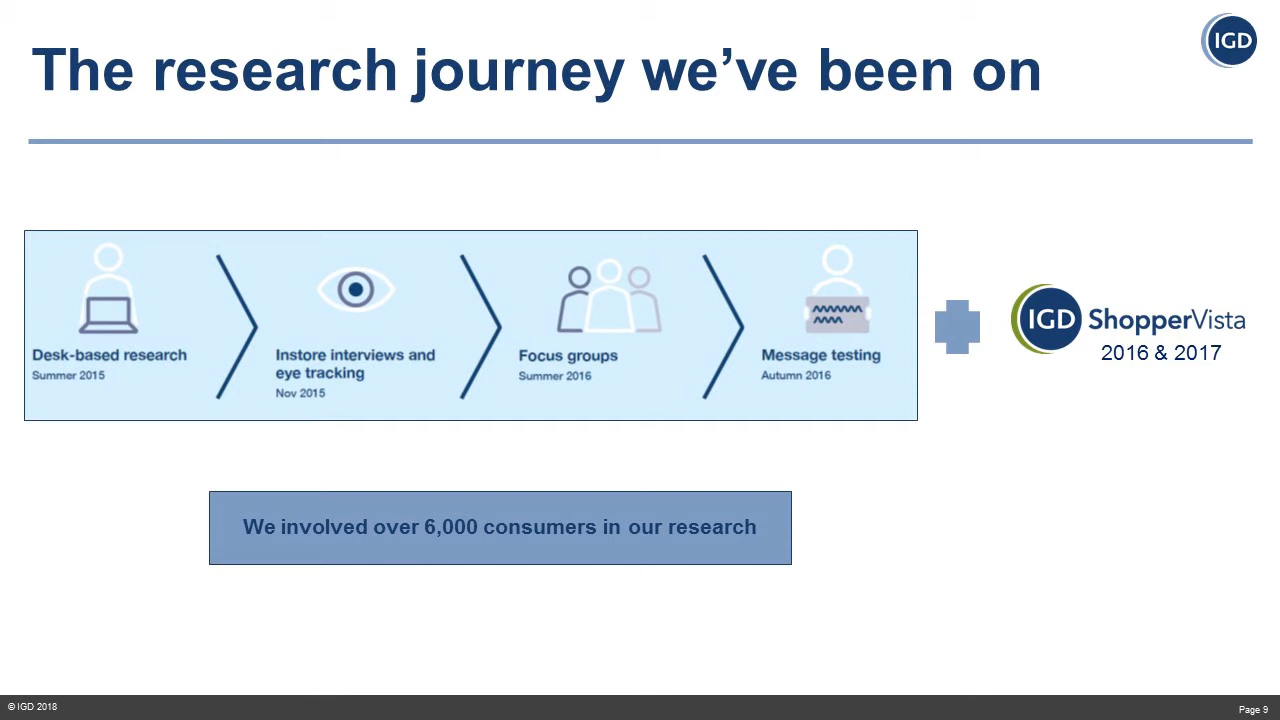 The research journey we’ve been on
IGD
Desk-based research
Summer 2015
Instore interviews and
eye tracking
Nov 2015
Focus groups
Summer 2016
Message testing
Autumn 2016
IGD ShopperVista
2016 & 2017
We involved over 6,000 consumers in our research
© IGD 2018
Page 9